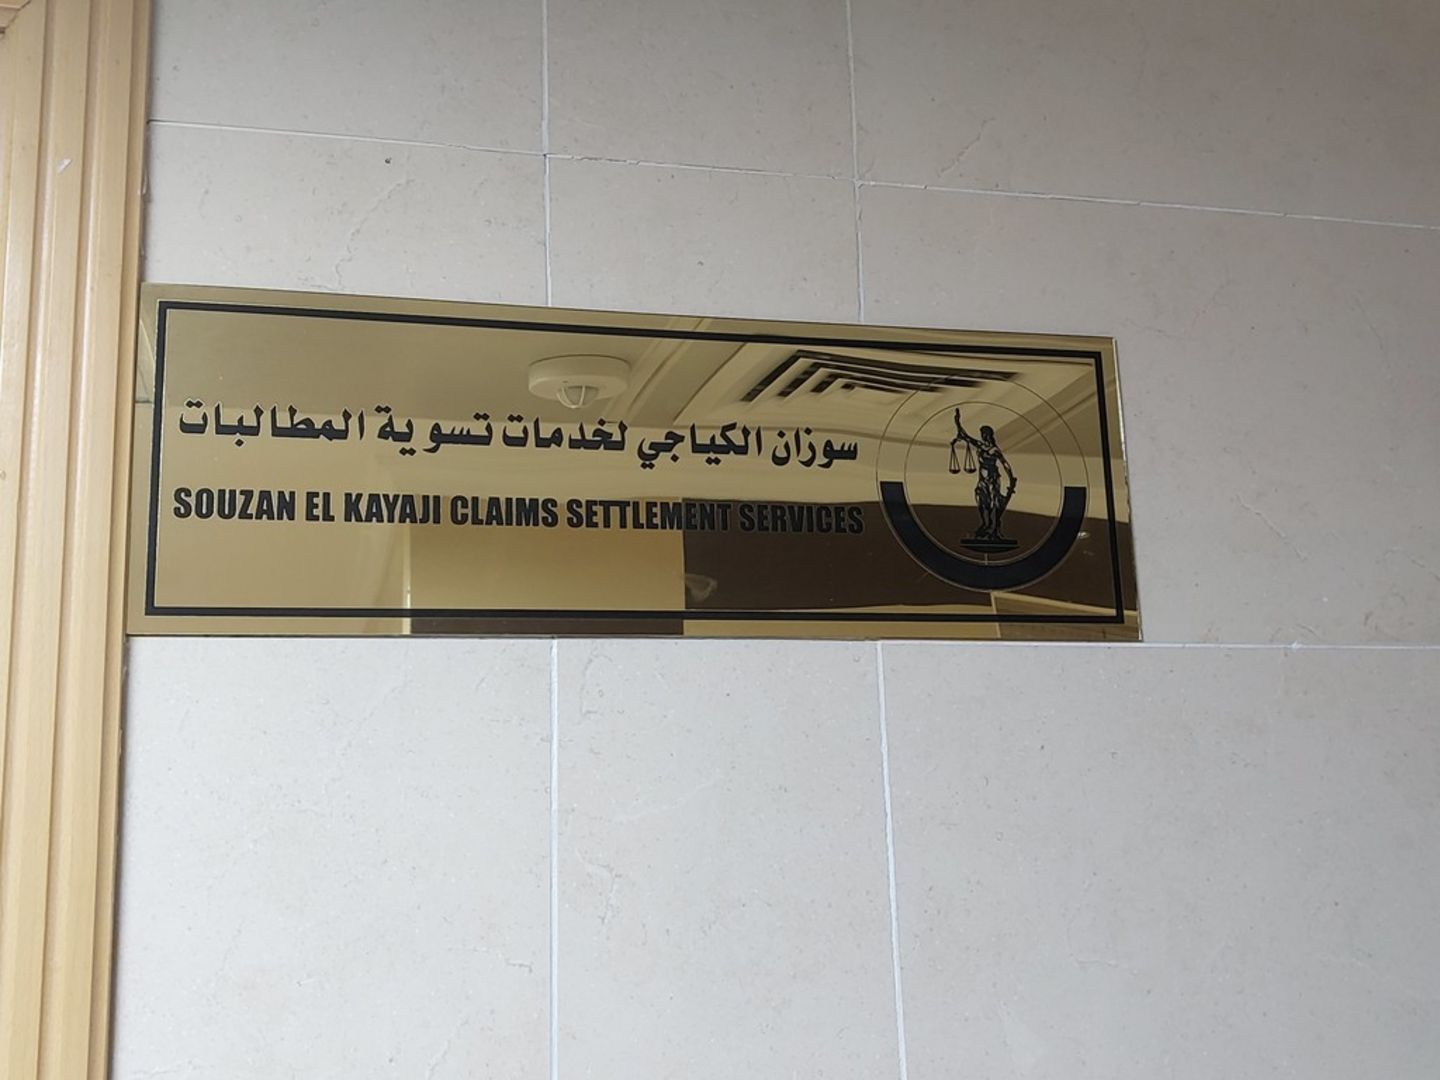 سوزان الكياجي لخدمات تسوية المطالبات
SOUZAN EL KAYAJI CLAIMS SETTLEMENT SERVICES